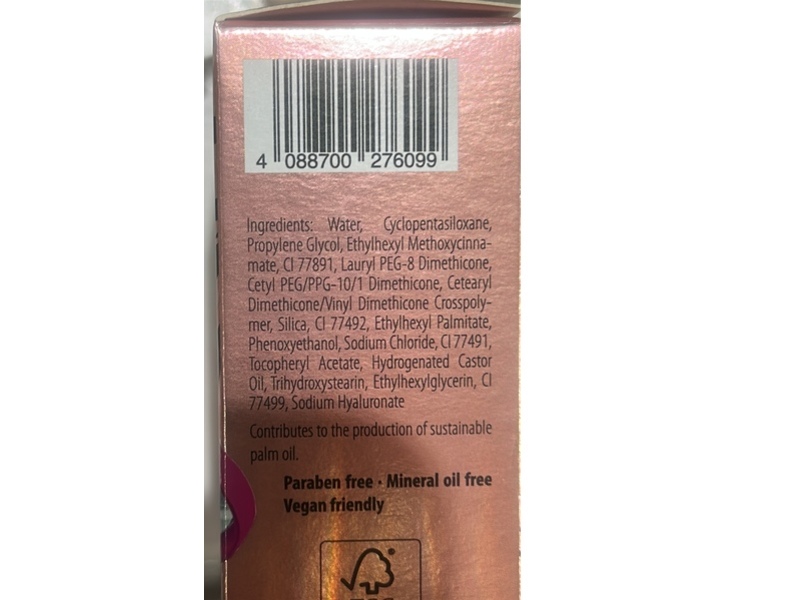 4 088700 276099
Ingredients: Water, Cyclopentasiloxane,
Propylene Glycol, Ethylhexyl Methoxycinna-
mate, CI 77891, Lauryl PEG-8 Dimethicone,
Cetyl PEG/PPG-10/1 Dimethicone, Cetearyl
Dimethicone/Vinyl Dimethicone Crosspoly-
mer, Silica, CI 77492, Ethylhexyl Palmitate,
Phenoxyethanol, Sodium Chloride, CI 77491,
Tocopheryl Acetate, Hydrogenated Castor
Oil, Trihydroxystearin, Ethylhexylglycerin, CI
77499, Sodium Hyaluronate
Contributes to the production of sustainable
palm oil.
Paraben free · Mineral oil free
Vegan friendly